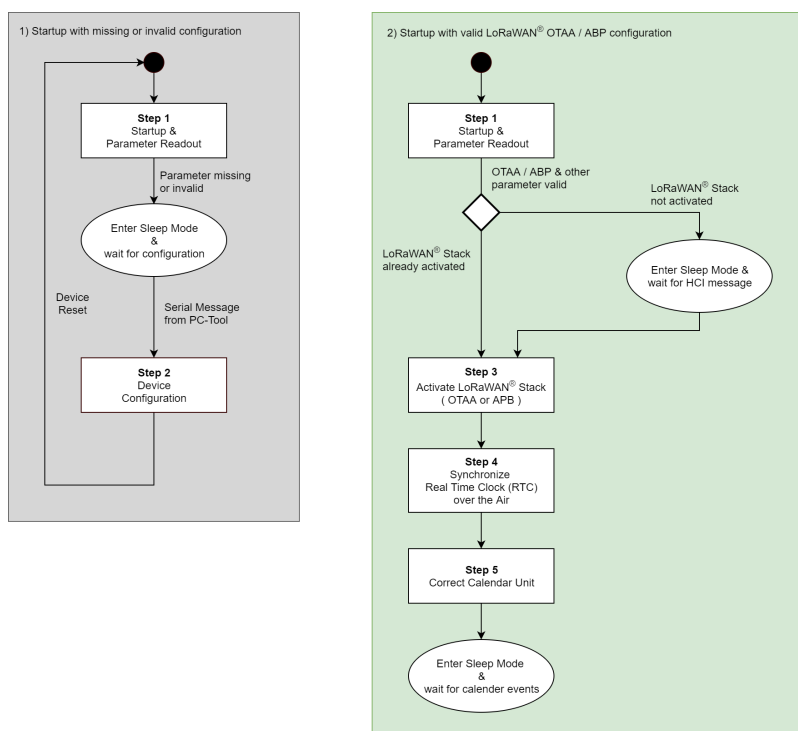 1) Startup with missing or invalid configuration
Step 1
Startup &
Parameter Readout
Parameter missing
or invalid
Enter Sleep Mode
&
wait for configuration
Device
Reset
Serial Message
from PC-Tool
Step 2
Device
Configuration
2) Startup with valid LoRaWAN® OTAA / ABP configuration
Step 1
Startup &
Parameter Readout
OTAA / ABP & other
parameter valid
LoRaWAN® Stack
not activated
LoRaWAN® Stack
already activated
Enter Sleep Mode &
wait for HCI message
Step 3
Activate LoRaWAN® Stack
( OTAA or APB )
Step 4
Synchronize
Real Time Clock (RTC)
over the Air
Step 5
Correct Calendar Unit
Enter Sleep Mode
&
wait for calender events